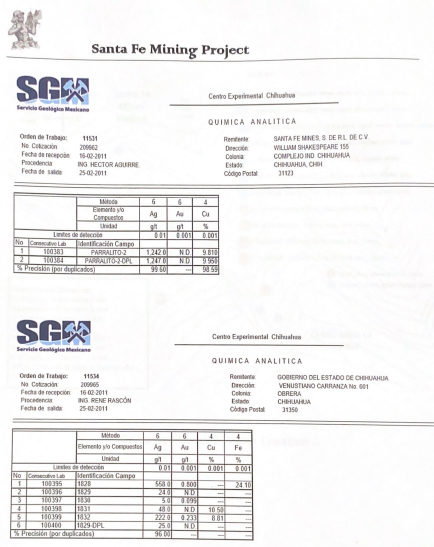 Santa Fe Mining Project
SGM
Servicio Geológico Mexicano
Centro Experimental Chihuahua
QUIMICA ANALITICA
Orden de Trabajo: 11531
No. Cotización 209962
Fecha de recepción: 16-02-2011
Procedencia ING. HECTOR AGUIRRE
Fecha de salida: 25-02-2011
Remitente: SANTA FE MINES, S. DE R.L. DE C.V.
Dirección: WILLIAM SHAKESPEARE 155
Colonia: COMPLEJO IND. CHIHUAHUA
Estado: CHIHUAHUA, CHIH
Código Postal: 31123
Método 6 6 4
Elemento y/o Compuestos Ag Au Cu
Unidad g/t g/t %
Limites de detección 0.01 0.001 0.001
No Consecutivo Lab Identificación Campo
1 100383 PARRALITO-2 1,242.0 N.D. 9.810
2 100384 PARRALITO-2-DPL 1,247.0 N.D. 9.950
% Precisión (por duplicados) 99.60 --- 98.59
SGM
Servicio Geológico Mexicano
Centro Experimental Chihuahua
QUIMICA ANALITICA
Orden de Trabajo: 11534
No. Cotización: 209965
Fecha de recepción: 16-02-2011
Procedencia: ING. RENE RASCÓN
Fecha de salida: 25-02-2011
Remitente: GOBIERNO DEL ESTADO DE CHIHUAHUA
Dirección: VENUSTIANO CARRANZA No. 601
Colonia: OBRERA
Estado: CHIHUAHUA
Código Postal: 31350
Método 6 6 4 4
Elemento y/o Compuestos Ag Au Cu Fe
Unidad g/t g/t % %
Limites de detección 0.01 0.001 0.001 0.001
No Consecutivo Lab Identificación Campo
1 100395 1828 558.0 0.800 --- 24.10
2 100396 1829 24.0 N.D. --- ---
3 100397 1830 5.0 0.099 --- ---
4 100398 1831 48.0 N.D. 10.50 ---
5 100399 1832 222.0 0.233 8.81 ---
6 100400 1829-DPL 25.0 N.D. --- ---
% Precisión (por duplicados) 96.00 --- --- ---